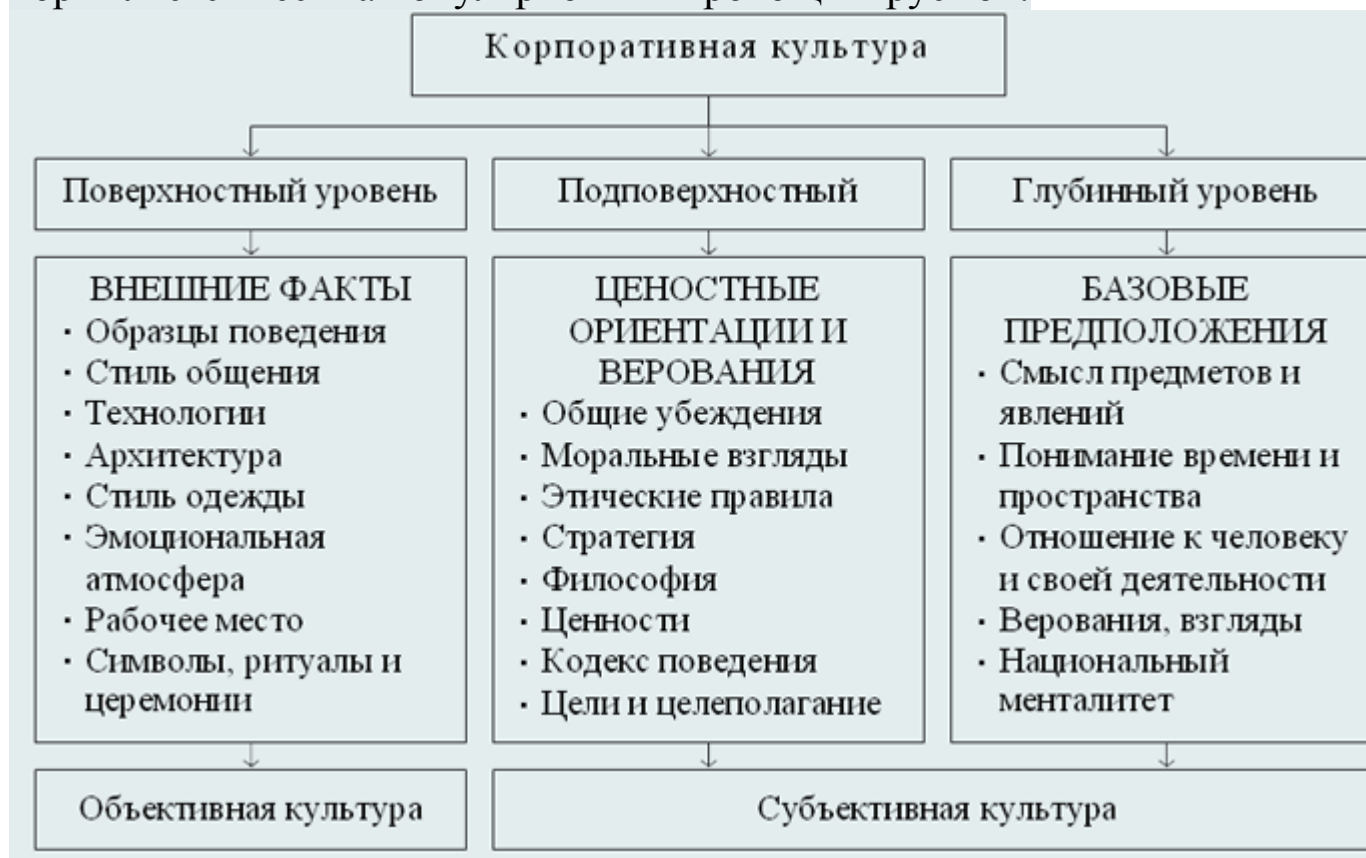 Корпоративная культура
Поверхностный уровень
Подповерхностный
Глубинный уровень
ВНЕШНИЕ ФАКТЫ
· Образцы поведения
· Стиль общения
· Технологии
· Архитектура
· Стиль одежды
· Эмоциональная
атмосфера
· Рабочее место
· Символы, ритуалы и
церемонии
ЦЕНОСТНЫЕ
ОРИЕНТАЦИИ И
ВЕРОВАНИЯ
· Общие убеждения
· Моральные взгляды
· Этические правила
· Стратегия
· Философия
· Ценности
· Кодекс поведения
· Цели и целеполагание
БАЗОВЫЕ
ПРЕДПОЛОЖЕНИЯ
· Смысл предметов и
явлений
· Понимание времени и
пространства
· Отношение к человеку
и своей деятельности
· Верования, взгляды
· Национальный
менталитет
Объективная культура
Субъективная культура